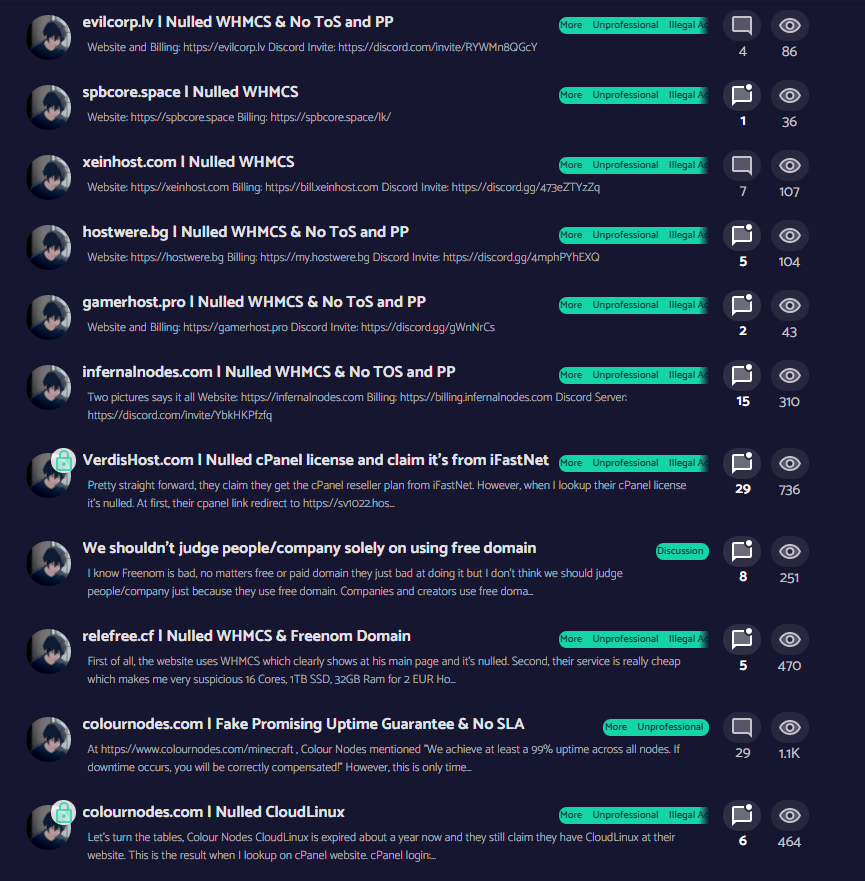 evilcorp.lv | Nulled WHMCS & No ToS and PP
More Unprofessional Illegal
Website and Billing: https://evilcorp.lv Discord Invite: https://discord.com/invite/RYWMn8QGcY
4 86
spbcore.space | Nulled WHMCS
More Unprofessional Illegal
Website: https://spbcore.space Billing: https://spbcore.space/lk/
1 36
xeinhost.com | Nulled WHMCS
More Unprofessional Illegal
Website: https://xeinhost.com Billing: https://bill.xeinhost.com Discord Invite: https://discord.gg/473eZTYzZq
7 107
hostwere.bg | Nulled WHMCS & No ToS and PP
More Unprofessional Illegal
Website: https://hostwere.bg Billing: https://my.hostwere.bg Discord Invite: https://discord.gg/4mphPYhEXQ
5 104
gamerhost.pro | Nulled WHMCS & No ToS and PP
More Unprofessional Illegal
Website and Billing: https://gamerhost.pro Discord Invite: https://discord.gg/gWnNrCs
2 43
infernalnodes.com | Nulled WHMCS & No TOS and PP
More Unprofessional Illegal
Two pictures says it all Website: https://infernalnodes.com Billing: https://billing.infernalnodes.com Discord Server:
https://discord.com/invite/YbkHKPfzfq
15 310
VerdisHost.com | Nulled cPanel license and claim it's from iFastNet
More Unprofessional Illegal
Pretty straight forward, they claim they get the cPanel reseller plan from iFastNet. However, when I lookup their cPanel license
it's nulled. At first, their cpanel link redirect to https://sv1022.hos...
29 736
We shouldn't judge people/company solely on using free domain
Discussion
I know Freenom is bad, no matters free or paid domain they just bad at doing it but I don't think we should judge
people/company just because they use free domain. Companies and creators use free doma...
8 251
relefree.cf | Nulled WHMCS & Freenom Domain
More Unprofessional Illegal
First of all, the website uses WHMCS which clearly shows at his main page and it's nulled. Second, their service is really cheap
which makes me very suspicious 16 Cores, 1TB SSD, 32GB Ram for 2 EUR Ho...
5 470
colournodes.com | Fake Promising Uptime Guarantee & No SLA
More Unprofessional
At https://www.colournodes.com/minecraft , Colour Nodes mentioned "We achieve at least a 99% uptime across all nodes. If
downtime occurs, you will be correctly compensated!" However, this is only time...
29 1.1K
colournodes.com | Nulled CloudLinux
More Unprofessional Illegal
Let's turn the tables, Colour Nodes CloudLinux is expired about a year now and they still claim they have CloudLinux at their
website. This is the result when I lookup on cPanel website. cPanel login:...
6 464